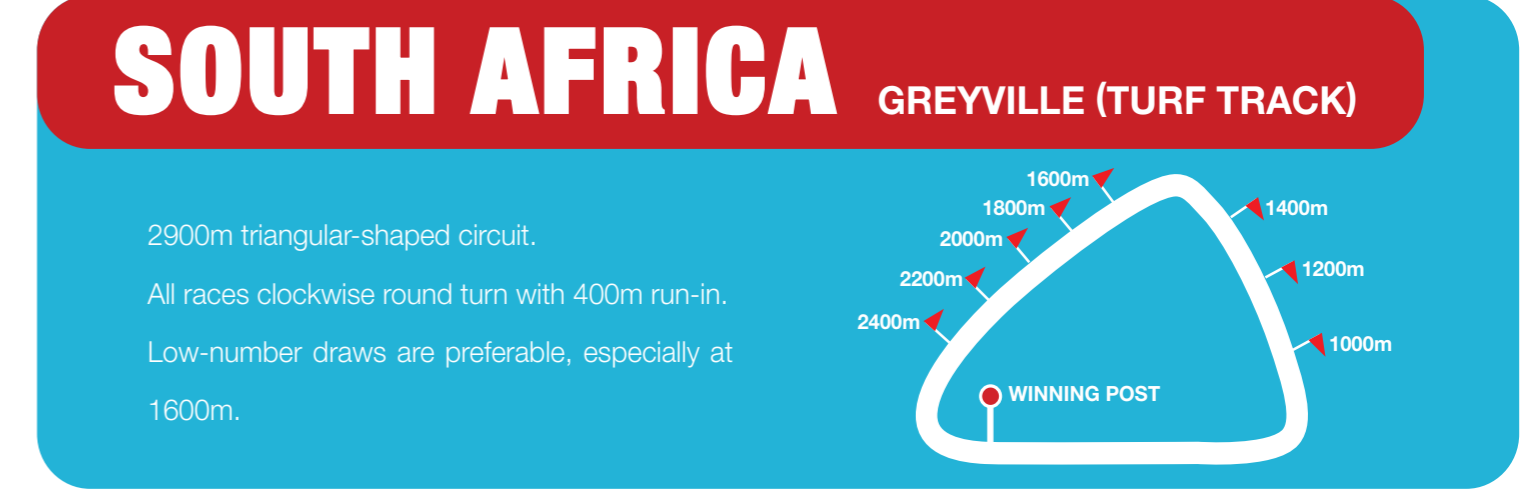 SOUTH AFRICA GREYVILLE (TURF TRACK)
2900m triangular-shaped circuit.
All races clockwise round turn with 400m run-in.
Low-number draws are preferable, especially at
1600m.
1600m
1800m
2000m
2200m
2400m
1400m
1200m
1000m
WINNING POST